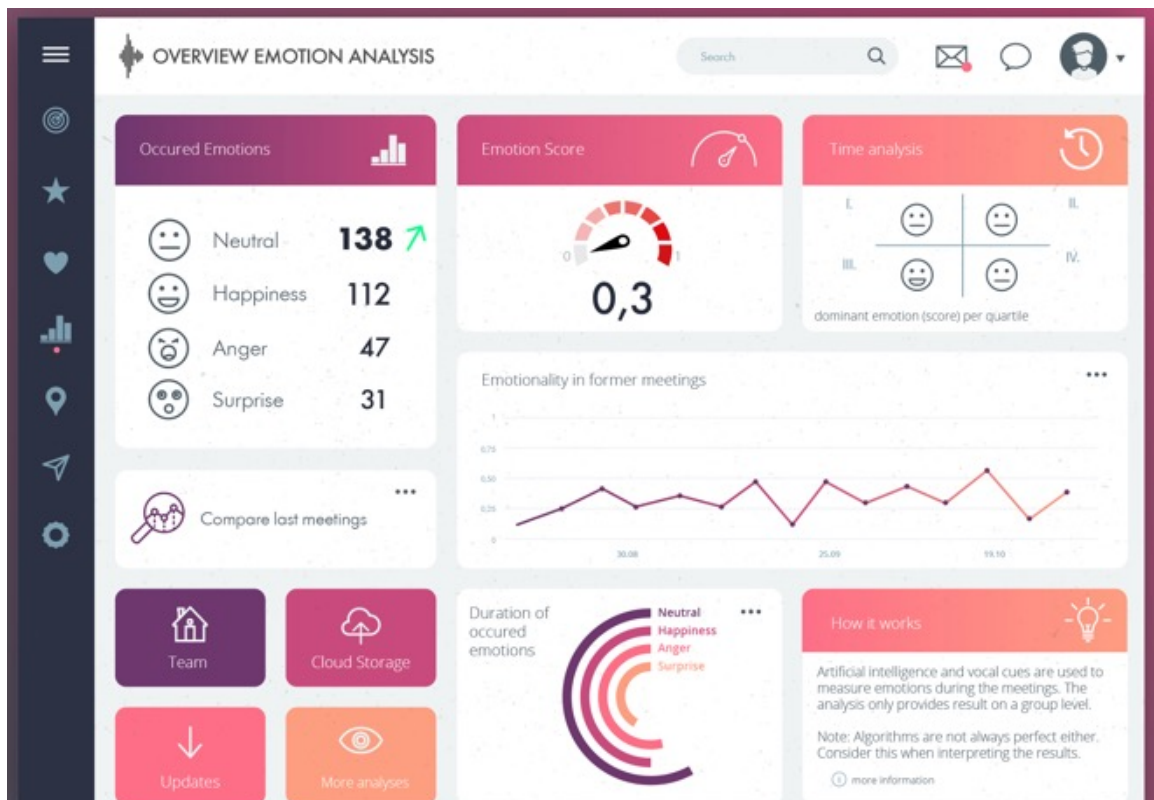 OVERVIEW EMOTION ANALYSIS
Search
Occured Emotions
Neutral 138
Happiness 112
Anger 47
Surprise 31
Emotion Score
0 1
0,3
Time analysis
I. II.
III. IV.
dominant emotion (score) per quartile
Compare last meetings
Emotionality in former meetings
1
0,75
0,50
0,25
0
30.08 25.09 19.10
Team
Cloud Storage
Updates
More analyses
Duration of
occured
emotions
Neutral
Happiness
Anger
Surprise
How it works
Artificial intelligence and vocal cues are used to
measure emotions during the meetings. The
analysis only provides result on a group level.
Note: Algorithms are not always perfect either.
Consider this when interpreting the results.
i more information